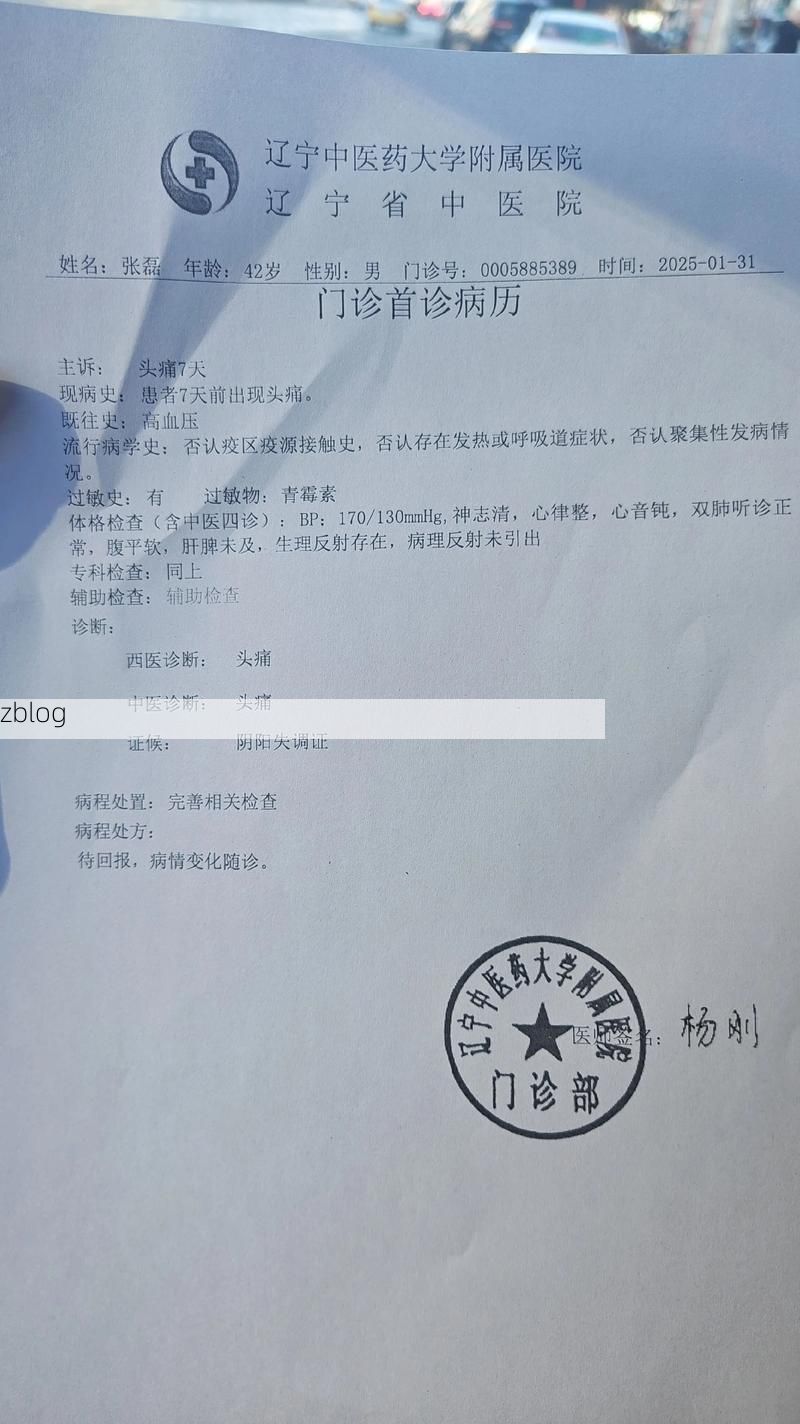 辽宁中医药大学附属医院
辽宁省中医院
姓名：张磊 年龄：42岁 性别：男 门诊号：0005885389 时间：2025-01-31
门诊首诊病历
主诉： 头痛7天
现病史：患者7天前出现头痛。
既往史：高血压
流行病学史：否认疫区疫源接触史，否认存在发热或呼吸道症状，否认聚集性发病情
况。
过敏史：有 过敏物：青霉素
体格检查（含中医四诊）：BP：170/130mmHg,神志清，心律整，心音钝，双肺听诊正
常，腹平软，肝脾未及，生理反射存在，病理反射未引出
专科检查：同上
辅助检查：辅助检查
诊断：
西医诊断： 头痛
中医诊断： 头痛
zblog
证候： 阴阳失调证
病程处置：完善相关检查
病程处方：
待回报，病情变化随诊。
辽宁中医药大学附属医院
门诊部
医师签名：杨刚